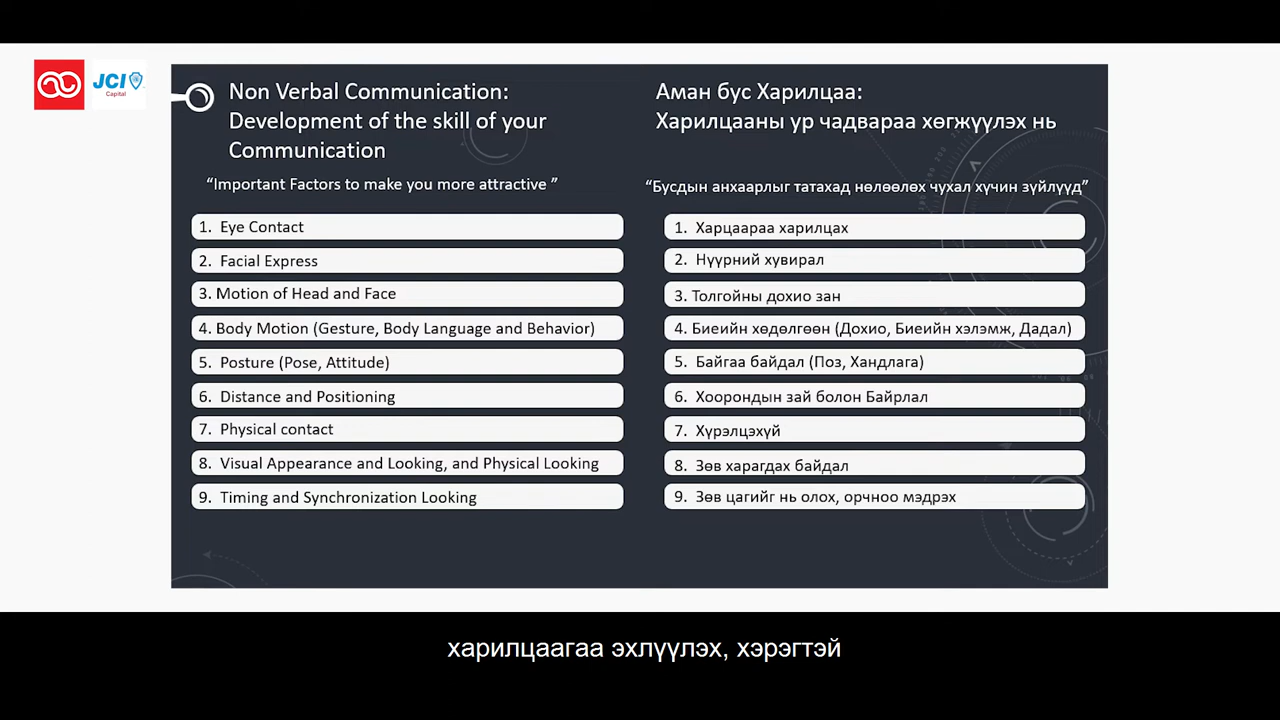 JCI
Capital
Non Verbal Communication:
Development of the skill of your
Communication
“Important Factors to make you more attractive ”
1. Eye Contact
2. Facial Express
3. Motion of Head and Face
4. Body Motion (Gesture, Body Language and Behavior)
5. Posture (Pose, Attitude)
6. Distance and Positioning
7. Physical contact
8. Visual Appearance and Looking, and Physical Looking
9. Timing and Synchronization Looking
Аман бус Харилцаа:
Харилцааны ур чадвараа хөгжүүлэх нь
“Бусдын анхаарлыг татахад нөлөөлөх чухал хүчин зүйлүүд”
1. Харцаараа харилцах
2. Нүүрний хувирал
3. Толгойны дохио зан
4. Биеийн хөдөлгөөн (Дохио, Биеийн хэлэмж, Дадал)
5. Байгаа байдал (Поз, Хандлага)
6. Хоорондын зай болон Байрлал
7. Хүрэлцэхүй
8. Зөв харагдах байдал
9. Зөв цагийг нь олох, орчноо мэдрэх
харилцаагаа эхлүүлэх, хэрэгтэй